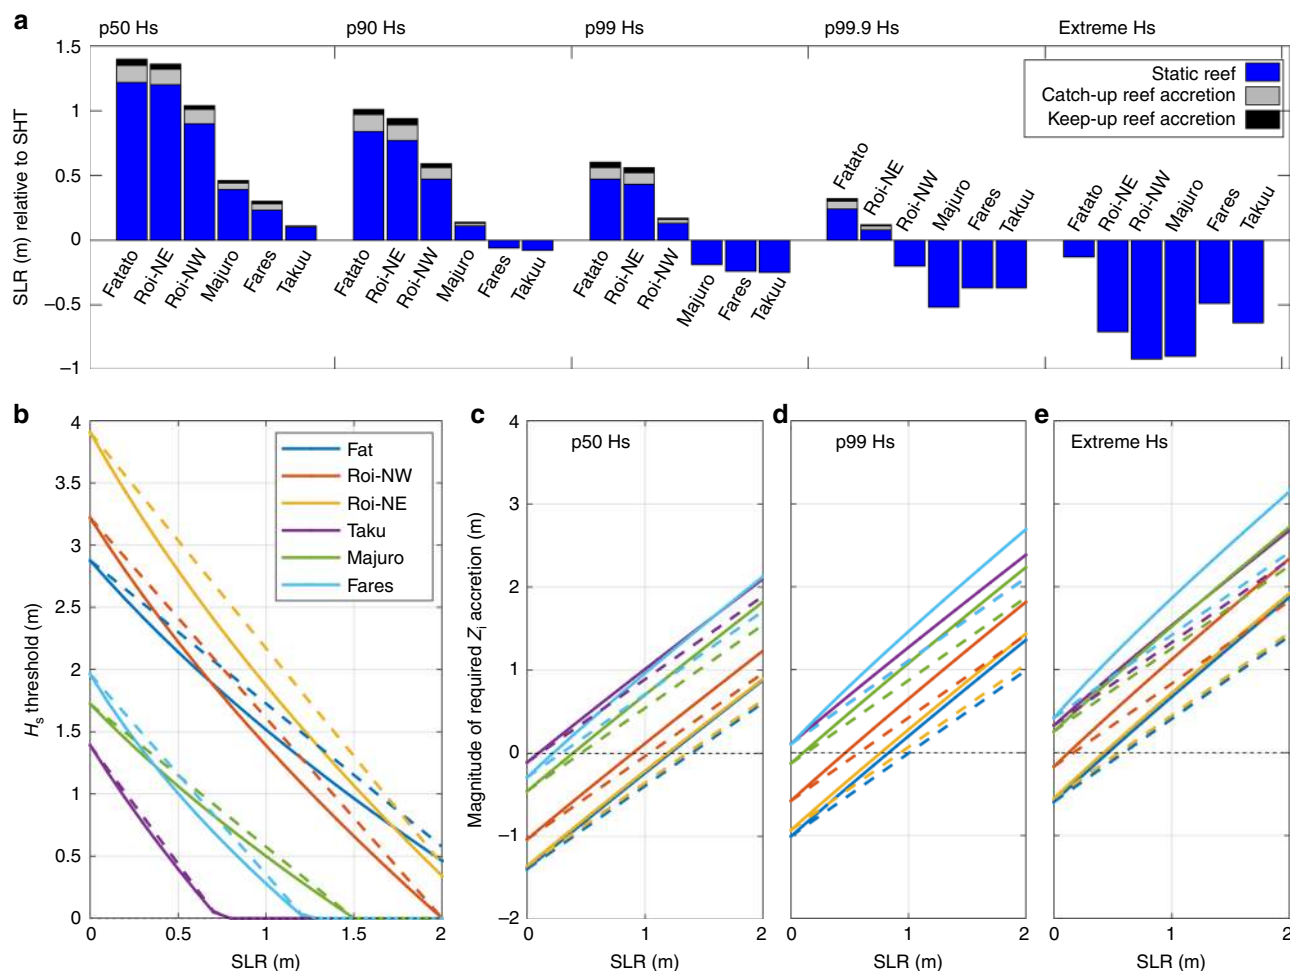 a
p50 Hs
p90 Hs
p99 Hs
p99.9 Hs
Extreme Hs
1.5
1
0.5
0
−0.5
−1
SLR (m) relative to SHT
Static reef
Catch-up reef accretion
Keep-up reef accretion
Fatato
Roi-NE
Roi-NW
Majuro
Fares
Takuu
Fatato
Roi-NE
Roi-NW
Majuro
Fares
Takuu
Fatato
Roi-NE
Roi-NW
Majuro
Fares
Takuu
Fatato
Roi-NE
Roi-NW
Majuro
Fares
Takuu
Fatato
Roi-NE
Roi-NW
Majuro
Fares
Takuu
b
4
3.5
3
2.5
2
1.5
1
0.5
0
Hs threshold (m)
Fat
Roi-NW
Roi-NE
Taku
Majuro
Fares
0
0.5
1
1.5
2
SLR (m)
c
p50 Hs
4
3
2
1
0
−1
−2
Magnitude of required Zi accretion (m)
0
1
2
SLR (m)
d
p99 Hs
0
1
2
SLR (m)
e
Extreme Hs
0
1
2
SLR (m)